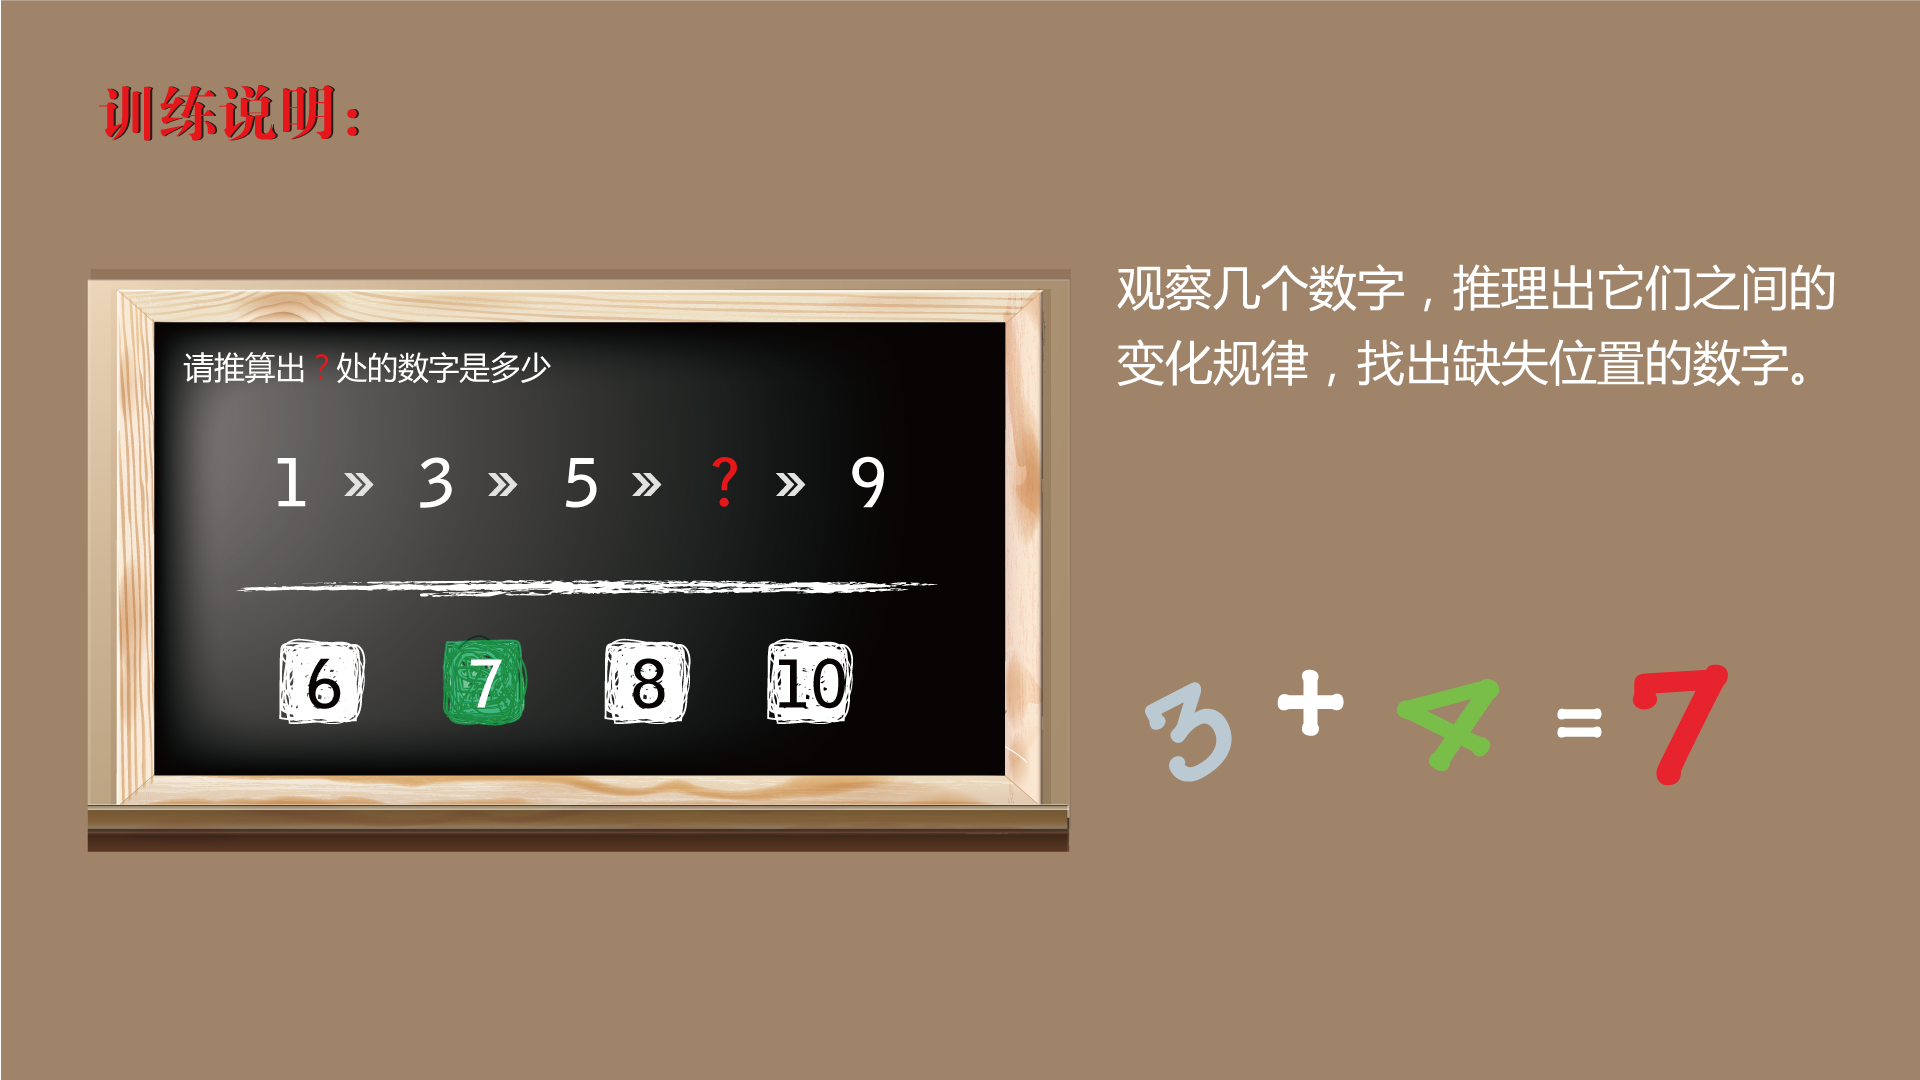 训练说明：
请推算出？处的数字是多少
1 » 3 » 5 » ? » 9
6 7 8 10
观察几个数字，推理出它们之间的
变化规律，找出缺失位置的数字。
3 + 4 = 7